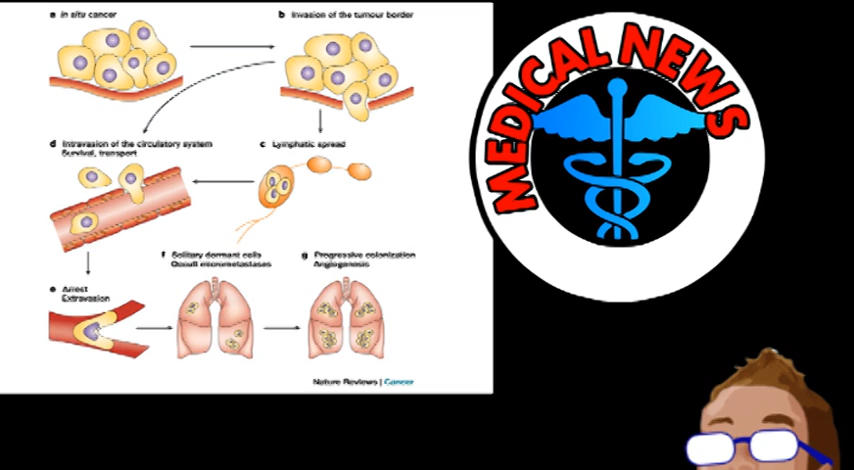 a In situ cancer
b Invasion of the tumour border
d Intravasion of the circulatory system
Survival, transport
c Lymphatic spread
f Solitary dormant cells
Occult micrometastases
g Progressive colonization
Angiogenesis
e Arrest
Extravasion
Nature Reviews | Cancer
MEDICAL NEWS